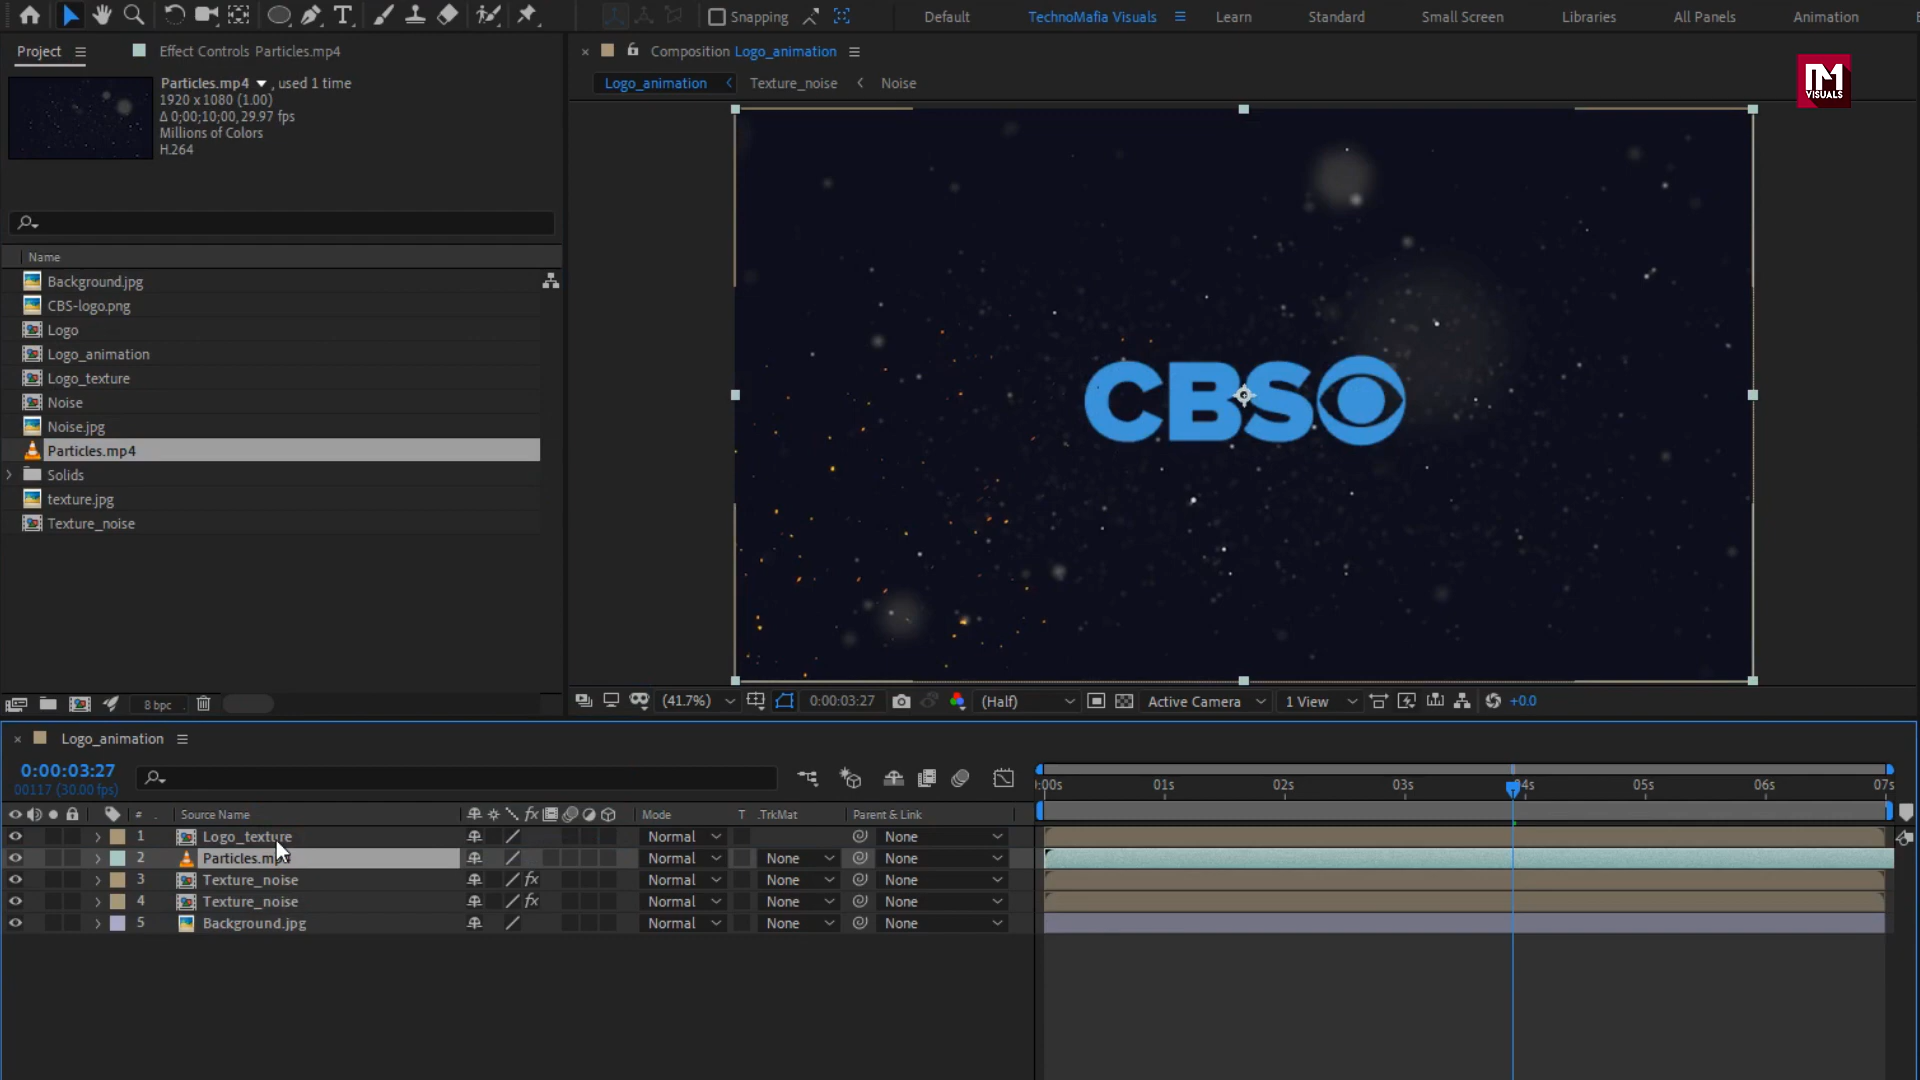 Snapping
Default
TechnoMafia Visuals
Learn
Standard
Small Screen
Libraries
All Panels
Animation
Project
Effect Controls Particles.mp4
Composition Logo_animation
Logo_animation
Texture_noise
Noise
VISUALS
Particles.mp4 , used 1 time
1920 x 1080 (1.00)
Δ 0;00;10;00, 29.97 fps
Millions of Colors
H.264
Name
Background.jpg
CBS-logo.png
Logo
Logo_animation
Logo_texture
Noise
Noise.jpg
Particles.mp4
Solids
texture.jpg
Texture_noise
CBS
8 bpc
(41.7%)
0:00:03:27
(Half)
Active Camera
1 View
+0.0
Logo_animation
0:00:03:27
00117 (30.00 fps)
:00s
01s
02s
03s
04s
05s
06s
07s
#
Source Name
fx
Mode
T
.TrkMat
Parent & Link
1
Logo_texture
Normal
None
2
Particles.mp4
Normal
None
None
3
Texture_noise
fx
Normal
None
None
4
Texture_noise
fx
Normal
None
None
5
Background.jpg
Normal
None
None